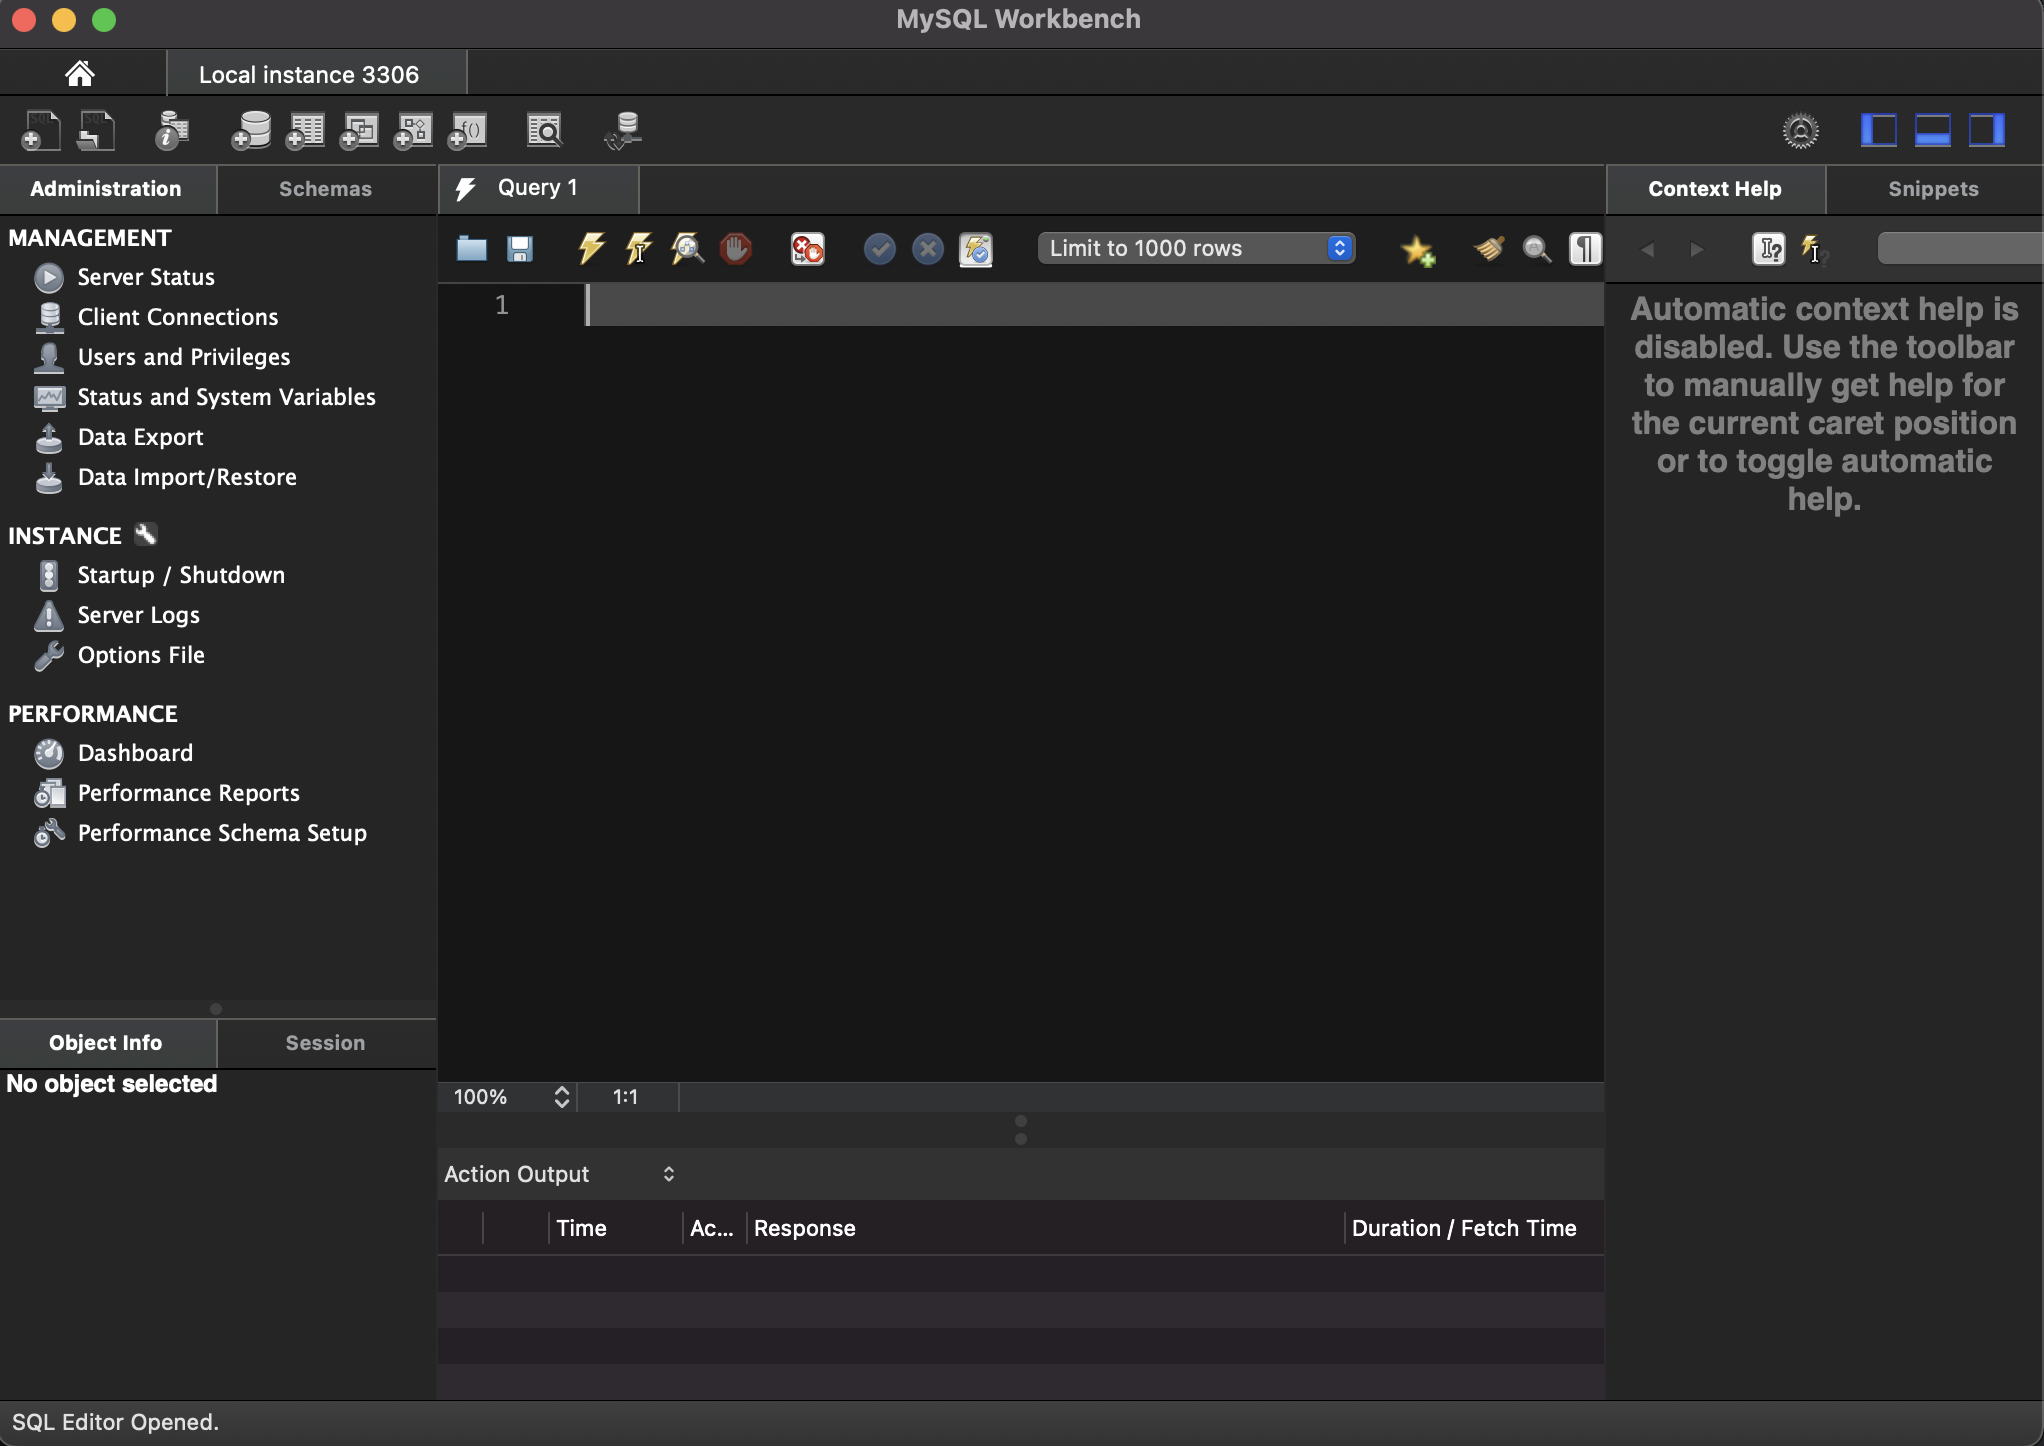 MySQL Workbench
Local instance 3306
SQL
SQL
Administration
Schemas
Query 1
Context Help
Snippets
MANAGEMENT
Server Status
Client Connections
Users and Privileges
Status and System Variables
Data Export
Data Import/Restore
INSTANCE
Startup / Shutdown
Server Logs
Options File
PERFORMANCE
Dashboard
Performance Reports
Performance Schema Setup
Limit to 1000 rows
1
Automatic context help is
disabled. Use the toolbar
to manually get help for
the current caret position
or to toggle automatic
help.
Object Info
Session
No object selected
100%
1:1
Action Output
Time
Ac...
Response
Duration / Fetch Time
SQL Editor Opened.